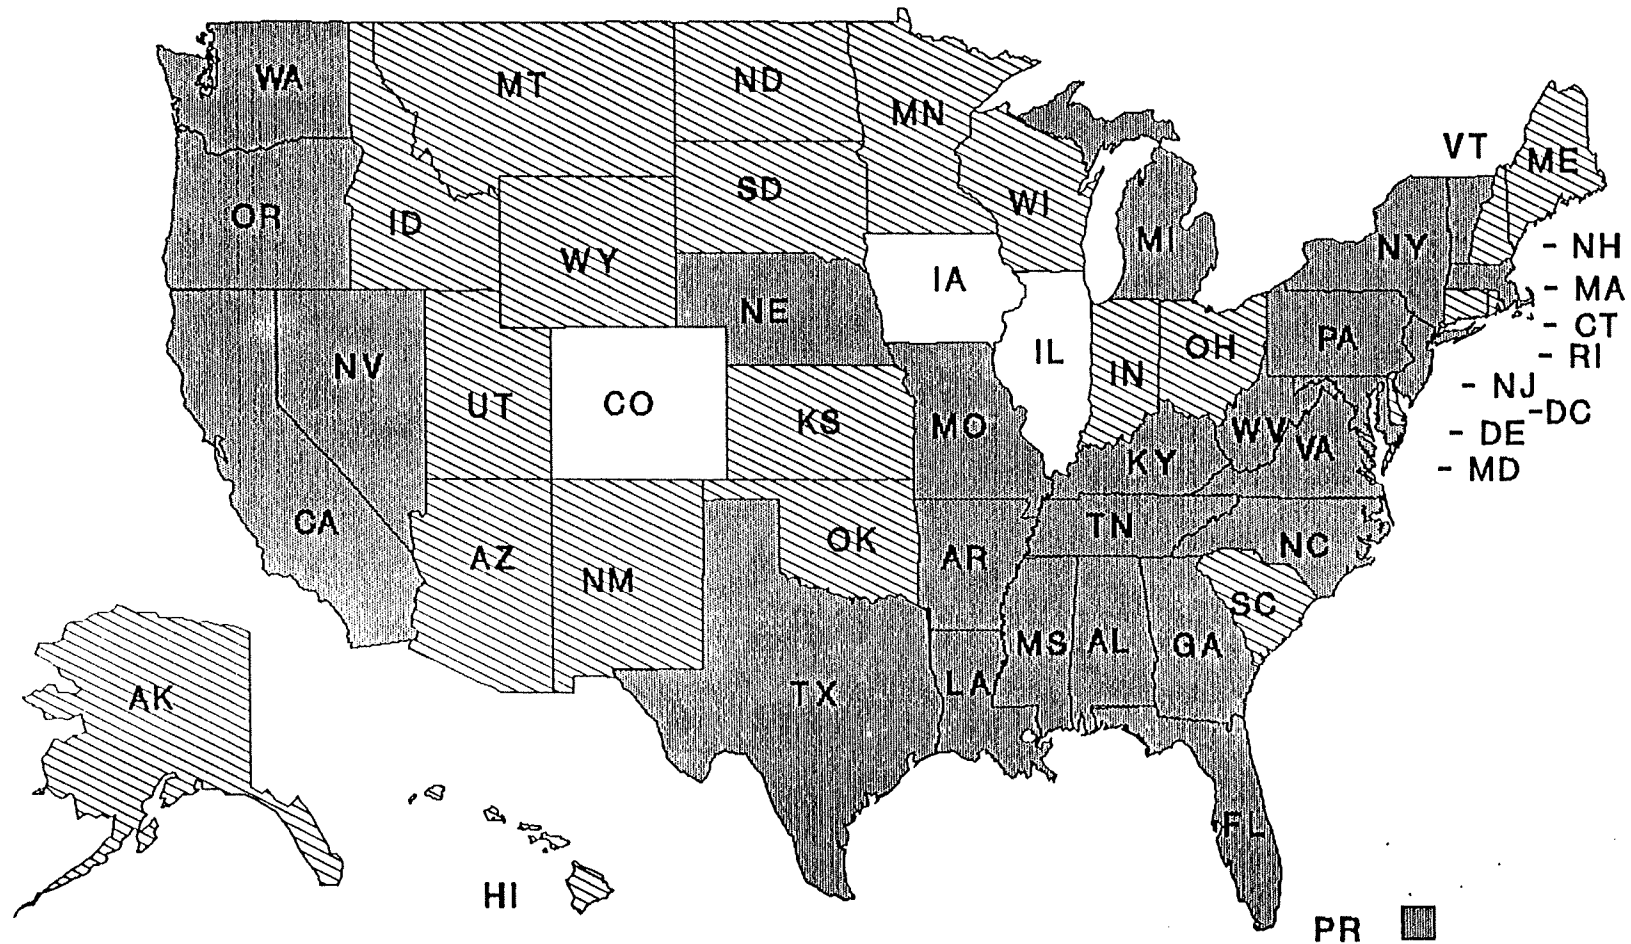 WA
MT
ND
MN
VT
ME
OR
ID
SD
WI
MI
NY
- NH
WY
IA
- MA
NE
PA
- CT
NV
IL
IN
OH
- RI
UT
CO
KS
MO
- NJ
-DC
KY
WV
VA
- DE
- MD
CA
AZ
NM
OK
AR
TN
NC
SC
MS
AL
GA
AK
TX
LA
FL
HI
PR